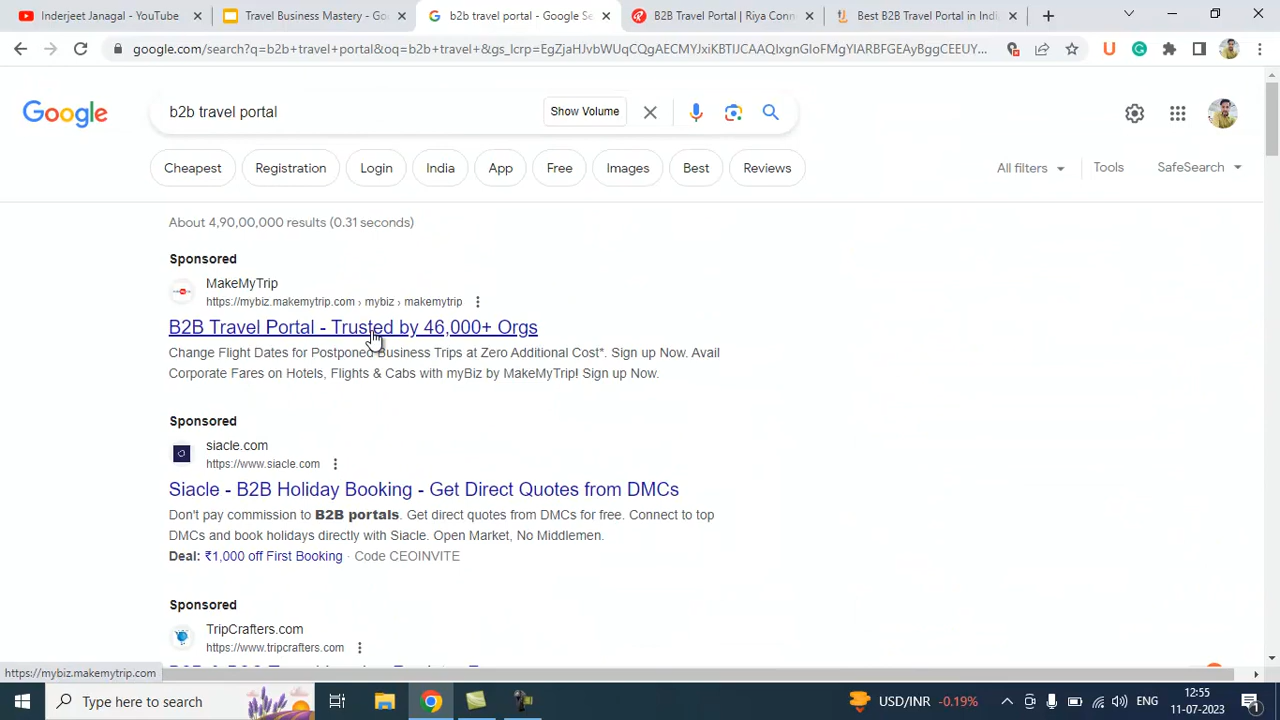 Inderjeet Janagal - YouTube
Travel Business Mastery - Go
b2b travel portal - Google Se
B2B Travel Portal | Riya Conn
Best B2B Travel Portal in Indi
google.com/search?q=b2b+travel+portal&oq=b2b+travel+&gs_lcrp=EgZjaHJvbWUqCQgAECMYJxiKBTIJCAAQIxgnGIoFMgYIARBFGEAyBggCEEUY...
Google
b2b travel portal
Show Volume
Cheapest
Registration
Login
India
App
Free
Images
Best
Reviews
All filters
Tools
SafeSearch
About 4,90,00,000 results (0.31 seconds)
Sponsored
MakeMyTrip
https://mybiz.makemytrip.com › mybiz › makemytrip
B2B Travel Portal - Trusted by 46,000+ Orgs
Change Flight Dates for Postponed Business Trips at Zero Additional Cost*. Sign up Now. Avail
Corporate Fares on Hotels, Flights & Cabs with myBiz by MakeMyTrip! Sign up Now.
Sponsored
siacle.com
https://www.siacle.com
Siacle - B2B Holiday Booking - Get Direct Quotes from DMCs
Don't pay commission to B2B portals. Get direct quotes from DMCs for free. Connect to top
DMCs and book holidays directly with Siacle. Open Market, No Middlemen.
Deal: ₹1,000 off First Booking · Code CEOINVITE
Sponsored
TripCrafters.com
https://www.tripcrafters.com
https://mybiz.makemytrip.com
Type here to search
USD/INR -0.19%
ENG
12:55
11-07-2023
1